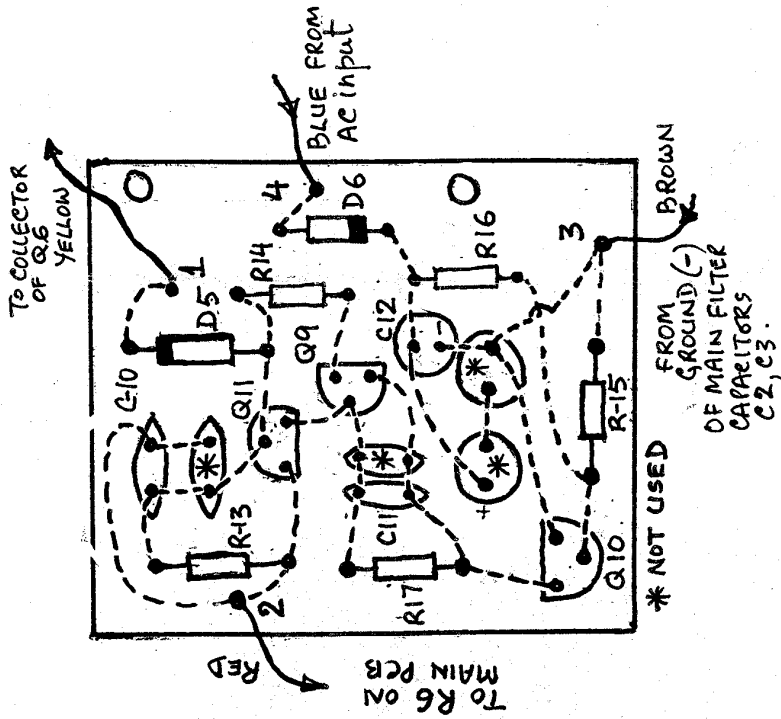 TO COLLECTOR
OF Q6
YELLOW
BLUE FROM
AC input
1
4
D5
D6
R14
C-10
Q11
Q9
C12
R16
3
BROWN
R-13
C11
R17
2
R-15
Q10
+
-
*
*
*
* NOT USED
FROM
GROUND (-)
OF MAIN FILTER
CAPACITORS
C2, C3.
RED
TO R6 ON
MAIN PCB